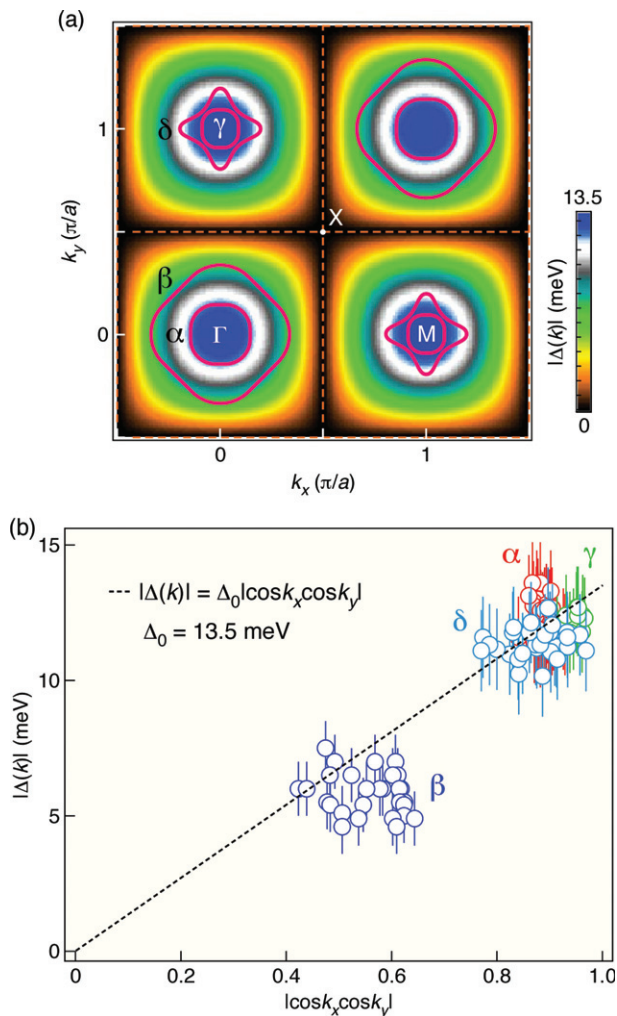 (a)
δ
γ
1
X
k_y (π/a)
13.5
|Δ(k)| (meV)
0
β
α
Γ
M
0
0
1
k_x (π/a)
(b)
15
|Δ(k)| = Δ₀|cosk_xcosk_y|
Δ₀ = 13.5 meV
α
γ
δ
10
|Δ(k)| (meV)
β
5
0
0
0.2
0.4
0.6
0.8
1.0
|cosk_xcosk_y|